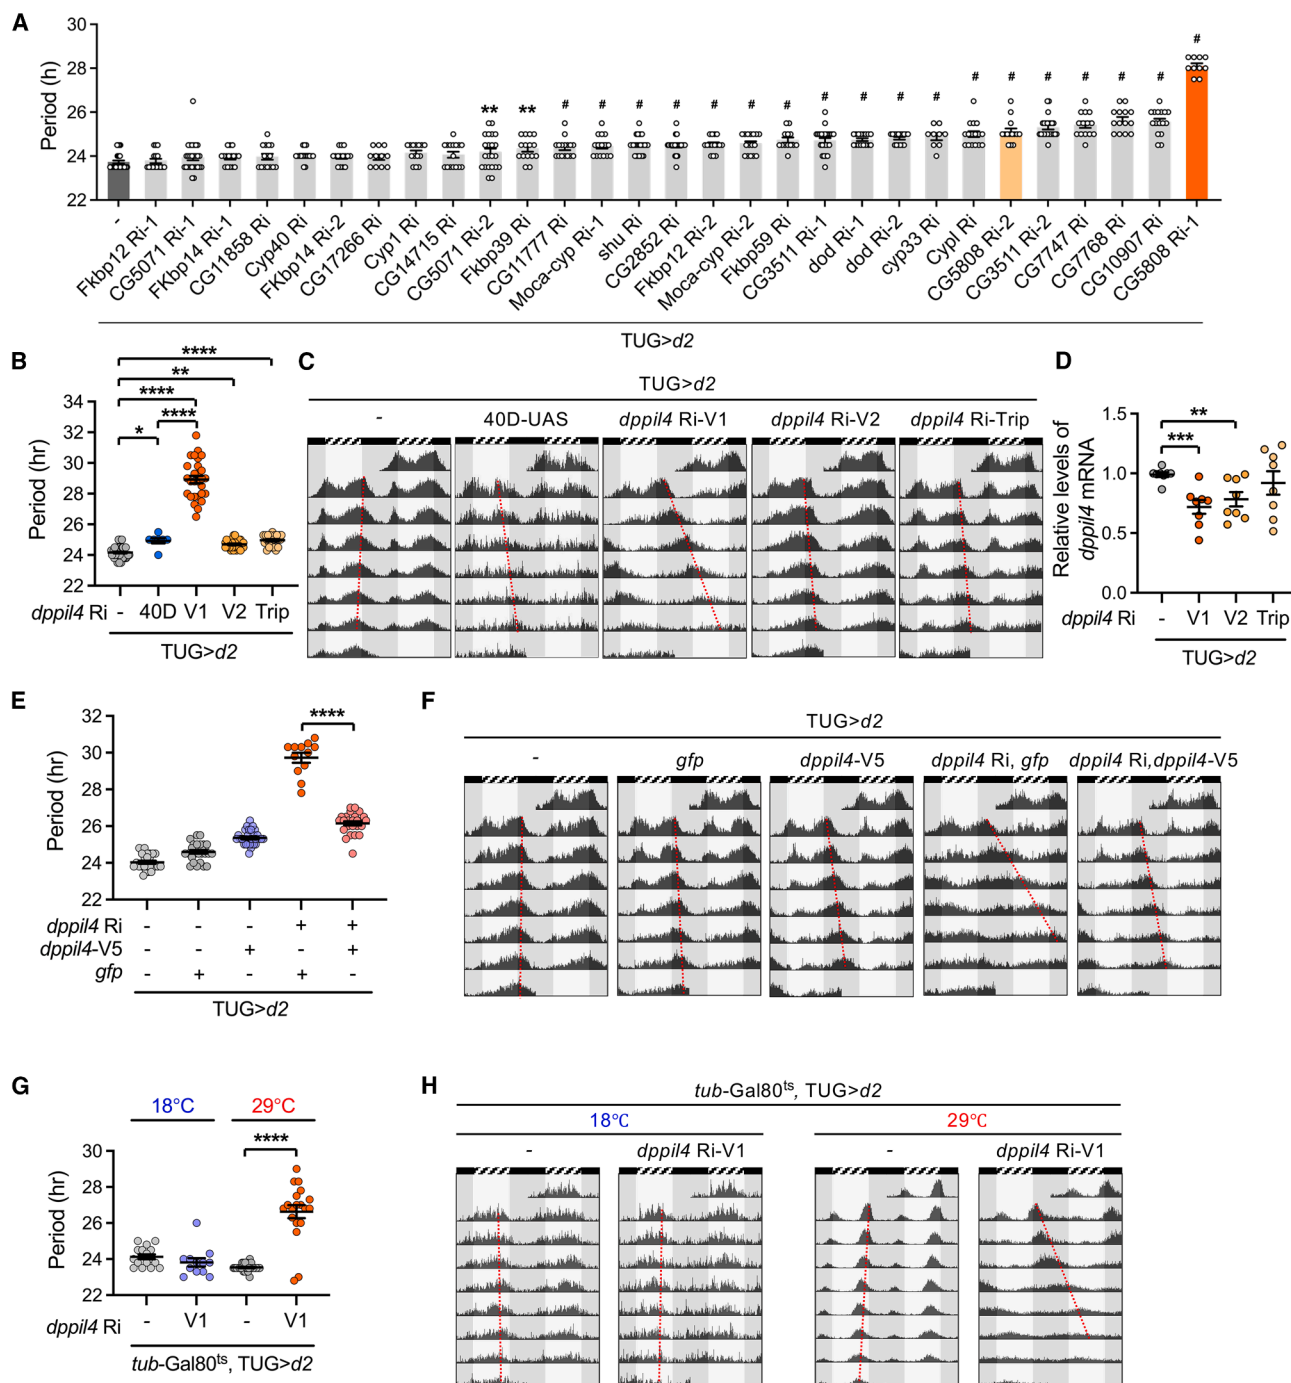 A
Period (h)
30
28
26
24
22
** ** # # # # # # # # # # # # # # # # # #
-
Fkbp12 Ri-1
CG5071 Ri-1
FKbp14 Ri-1
CG11858 Ri
Cyp40 Ri
FKbp14 Ri-2
CG17266 Ri
Cyp1 Ri
CG14715 Ri
CG5071 Ri-2
Fkbp39 Ri
CG11777 Ri
Moca-cyp Ri-1
shu Ri
CG2852 Ri
Fkbp12 Ri-2
Moca-cyp Ri-2
Fkbp59 Ri
CG3511 Ri-1
dod Ri-1
dod Ri-2
cyp33 Ri
Cypl Ri
CG5808 Ri-2
CG3511 Ri-2
CG7747 Ri
CG7768 Ri
CG10907 Ri
CG5808 Ri-1
TUG>d2
B
Period (hr)
34
32
30
28
26
24
22
****
**
****
****
*
dppil4 Ri - 40D V1 V2 Trip
TUG>d2
C
TUG>d2
- 40D-UAS dppil4 Ri-V1 dppil4 Ri-V2 dppil4 Ri-Trip
D
Relative levels of
dppil4 mRNA
1.5
1.0
0.5
0.0
**
***
dppil4 Ri - V1 V2 Trip
TUG>d2
E
Period (hr)
32
30
28
26
24
22
****
dppil4 Ri - - - + +
dppil4-V5 - - + - +
gfp - + - + -
TUG>d2
F
TUG>d2
- gfp dppil4-V5 dppil4 Ri, gfp dppil4 Ri,dppil4-V5
G
18°C 29°C
Period (hr)
30
28
26
24
22
****
dppil4 Ri - V1 - V1
tub-Gal80ts, TUG>d2
H
tub-Gal80ts, TUG>d2
18℃ 29℃
- dppil4 Ri-V1 - dppil4 Ri-V1